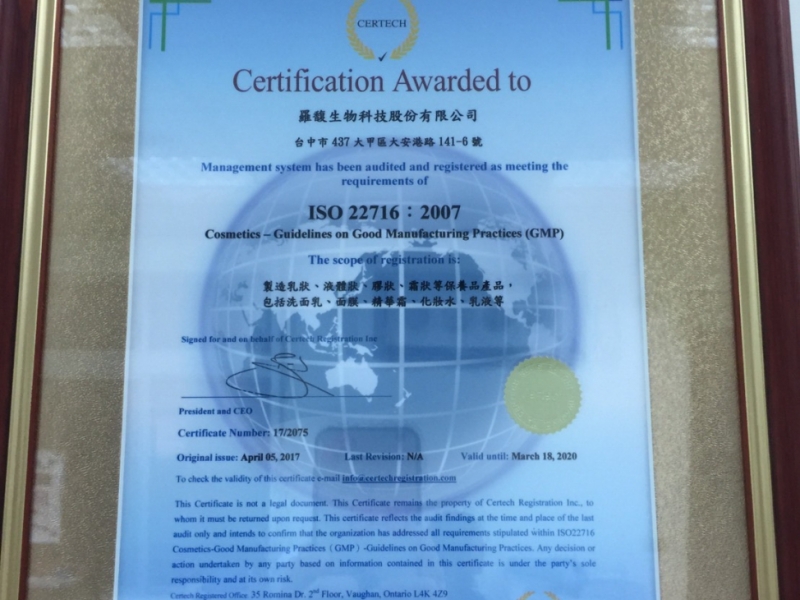 CERTECH
Certification Awarded to
羅馥生物科技股份有限公司
台中市 437 大甲區大安港路 141-6 號
Management system has been audited and registered as meeting the
requirements of
ISO 22716：2007
Cosmetics – Guidelines on Good Manufacturing Practices (GMP)
The scope of registration is:
製造乳狀、液體狀、膠狀、霜狀等保養品產品，
包括洗面乳、面膜、精華霜、化妝水、乳液等
Signed for and on behalf of Certech Registration Inc
President and CEO
Certificate Number: 17/2075
Original issue: April 05, 2017 Last Revision: N/A Valid until: March 18, 2020
To check the validity of this certificate e-mail info@certechregistration.com
This Certificate is not a legal document. This Certificate remains the property of Certech Registration Inc., to
whom it must be returned upon request. This certificate reflects the audit findings at the time and place of the last
audit only and intends to confirm that the organization has addressed all requirements stipulated within ISO22716
Cosmetics-Good Manufacturing Practices（GMP）-Guidelines on Good Manufacturing Practices. Any decision or
action undertaken by any party based on information contained in this certificate is under the party's sole
responsibility and at its own risk.
Certech Registered Office: 35 Romina Dr. 2nd Floor, Vaughan, Ontario L4K 4Z9